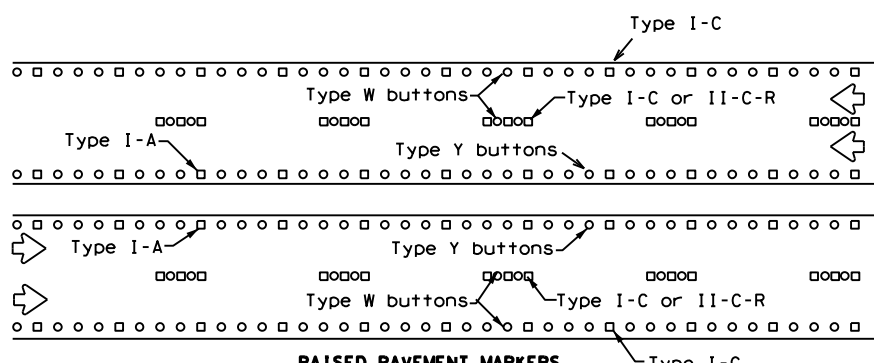 Type I-C
Type W buttons
Type I-C or II-C-R
Type I-A
Type Y buttons
Type I-A
Type Y buttons
Type W buttons
Type I-C or II-C-R
RAISED PAVEMENT MARKERS
Type I-C